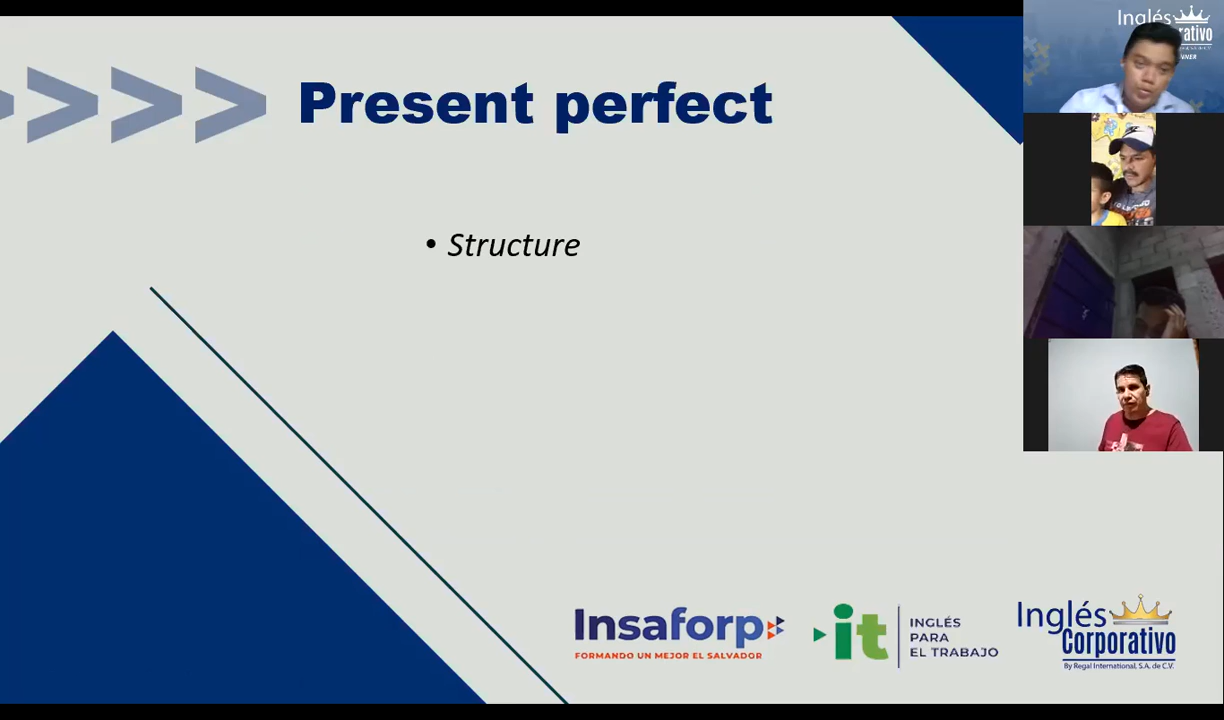 Present perfect
• Structure
Insaforp
FORMANDO UN MEJOR EL SALVADOR
it
INGLÉS
PARA
EL TRABAJO
Inglés
Corporativo
By Regal International, S.A. de C.V.
Inglés